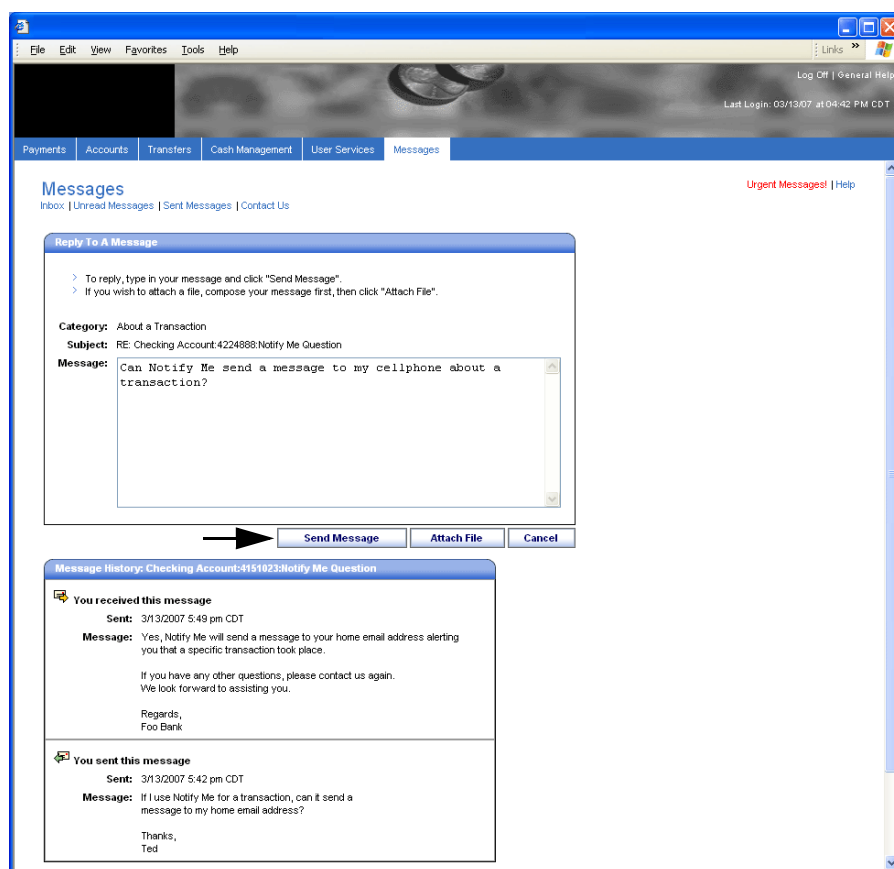 File Edit View Favorites Tools Help
Links »
Log Off | General Help
Last Login: 03/13/07 at 04:42 PM CDT
Payments Accounts Transfers Cash Management User Services Messages
Messages
Urgent Messages! | Help
Inbox | Unread Messages | Sent Messages | Contact Us
Reply To A Message
To reply, type in your message and click "Send Message".
If you wish to attach a file, compose your message first, then click "Attach File".
Category: About a Transaction
Subject: RE: Checking Account:4224888:Notify Me Question
Message: Can Notify Me send a message to my cellphone about a
transaction?
Send Message Attach File Cancel
Message History: Checking Account:4151023:Notify Me Question
You received this message
Sent: 3/13/2007 5:49 pm CDT
Message: Yes, Notify Me will send a message to your home email address alerting
you that a specific transaction took place.
If you have any other questions, please contact us again.
We look forward to assisting you.
Regards,
Foo Bank
You sent this message
Sent: 3/13/2007 5:42 pm CDT
Message: If I use Notify Me for a transaction, can it send a
message to my home email address?
Thanks,
Ted